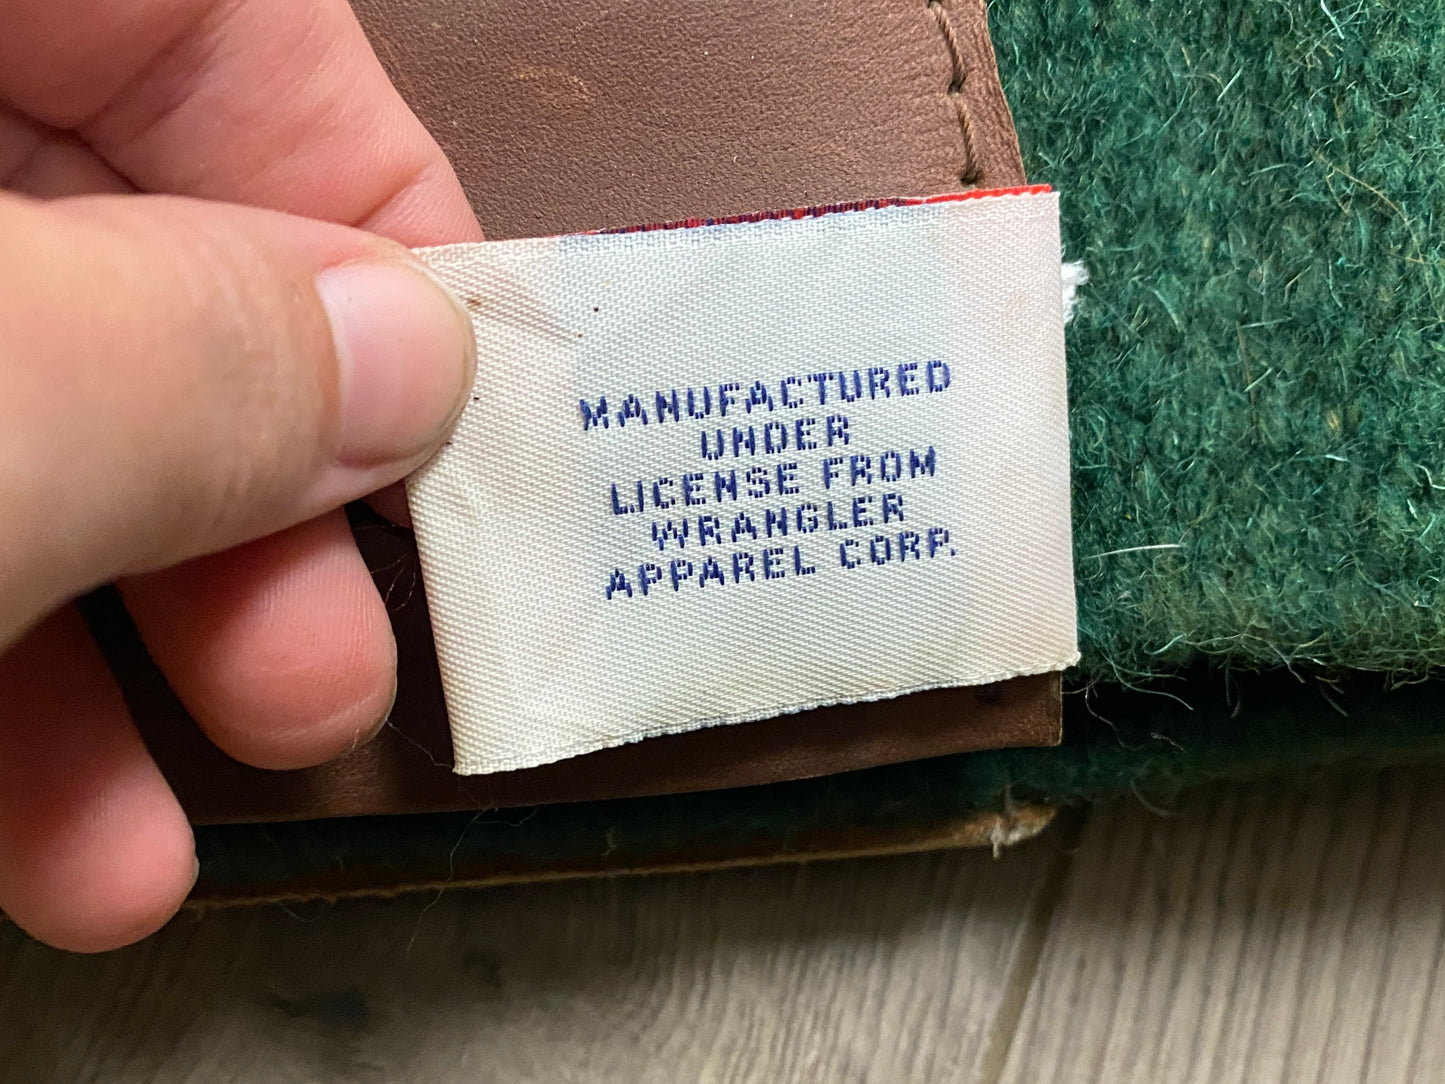 MANUFACTURED
UNDER
LICENSE FROM
WRANGLER
APPAREL CORP.